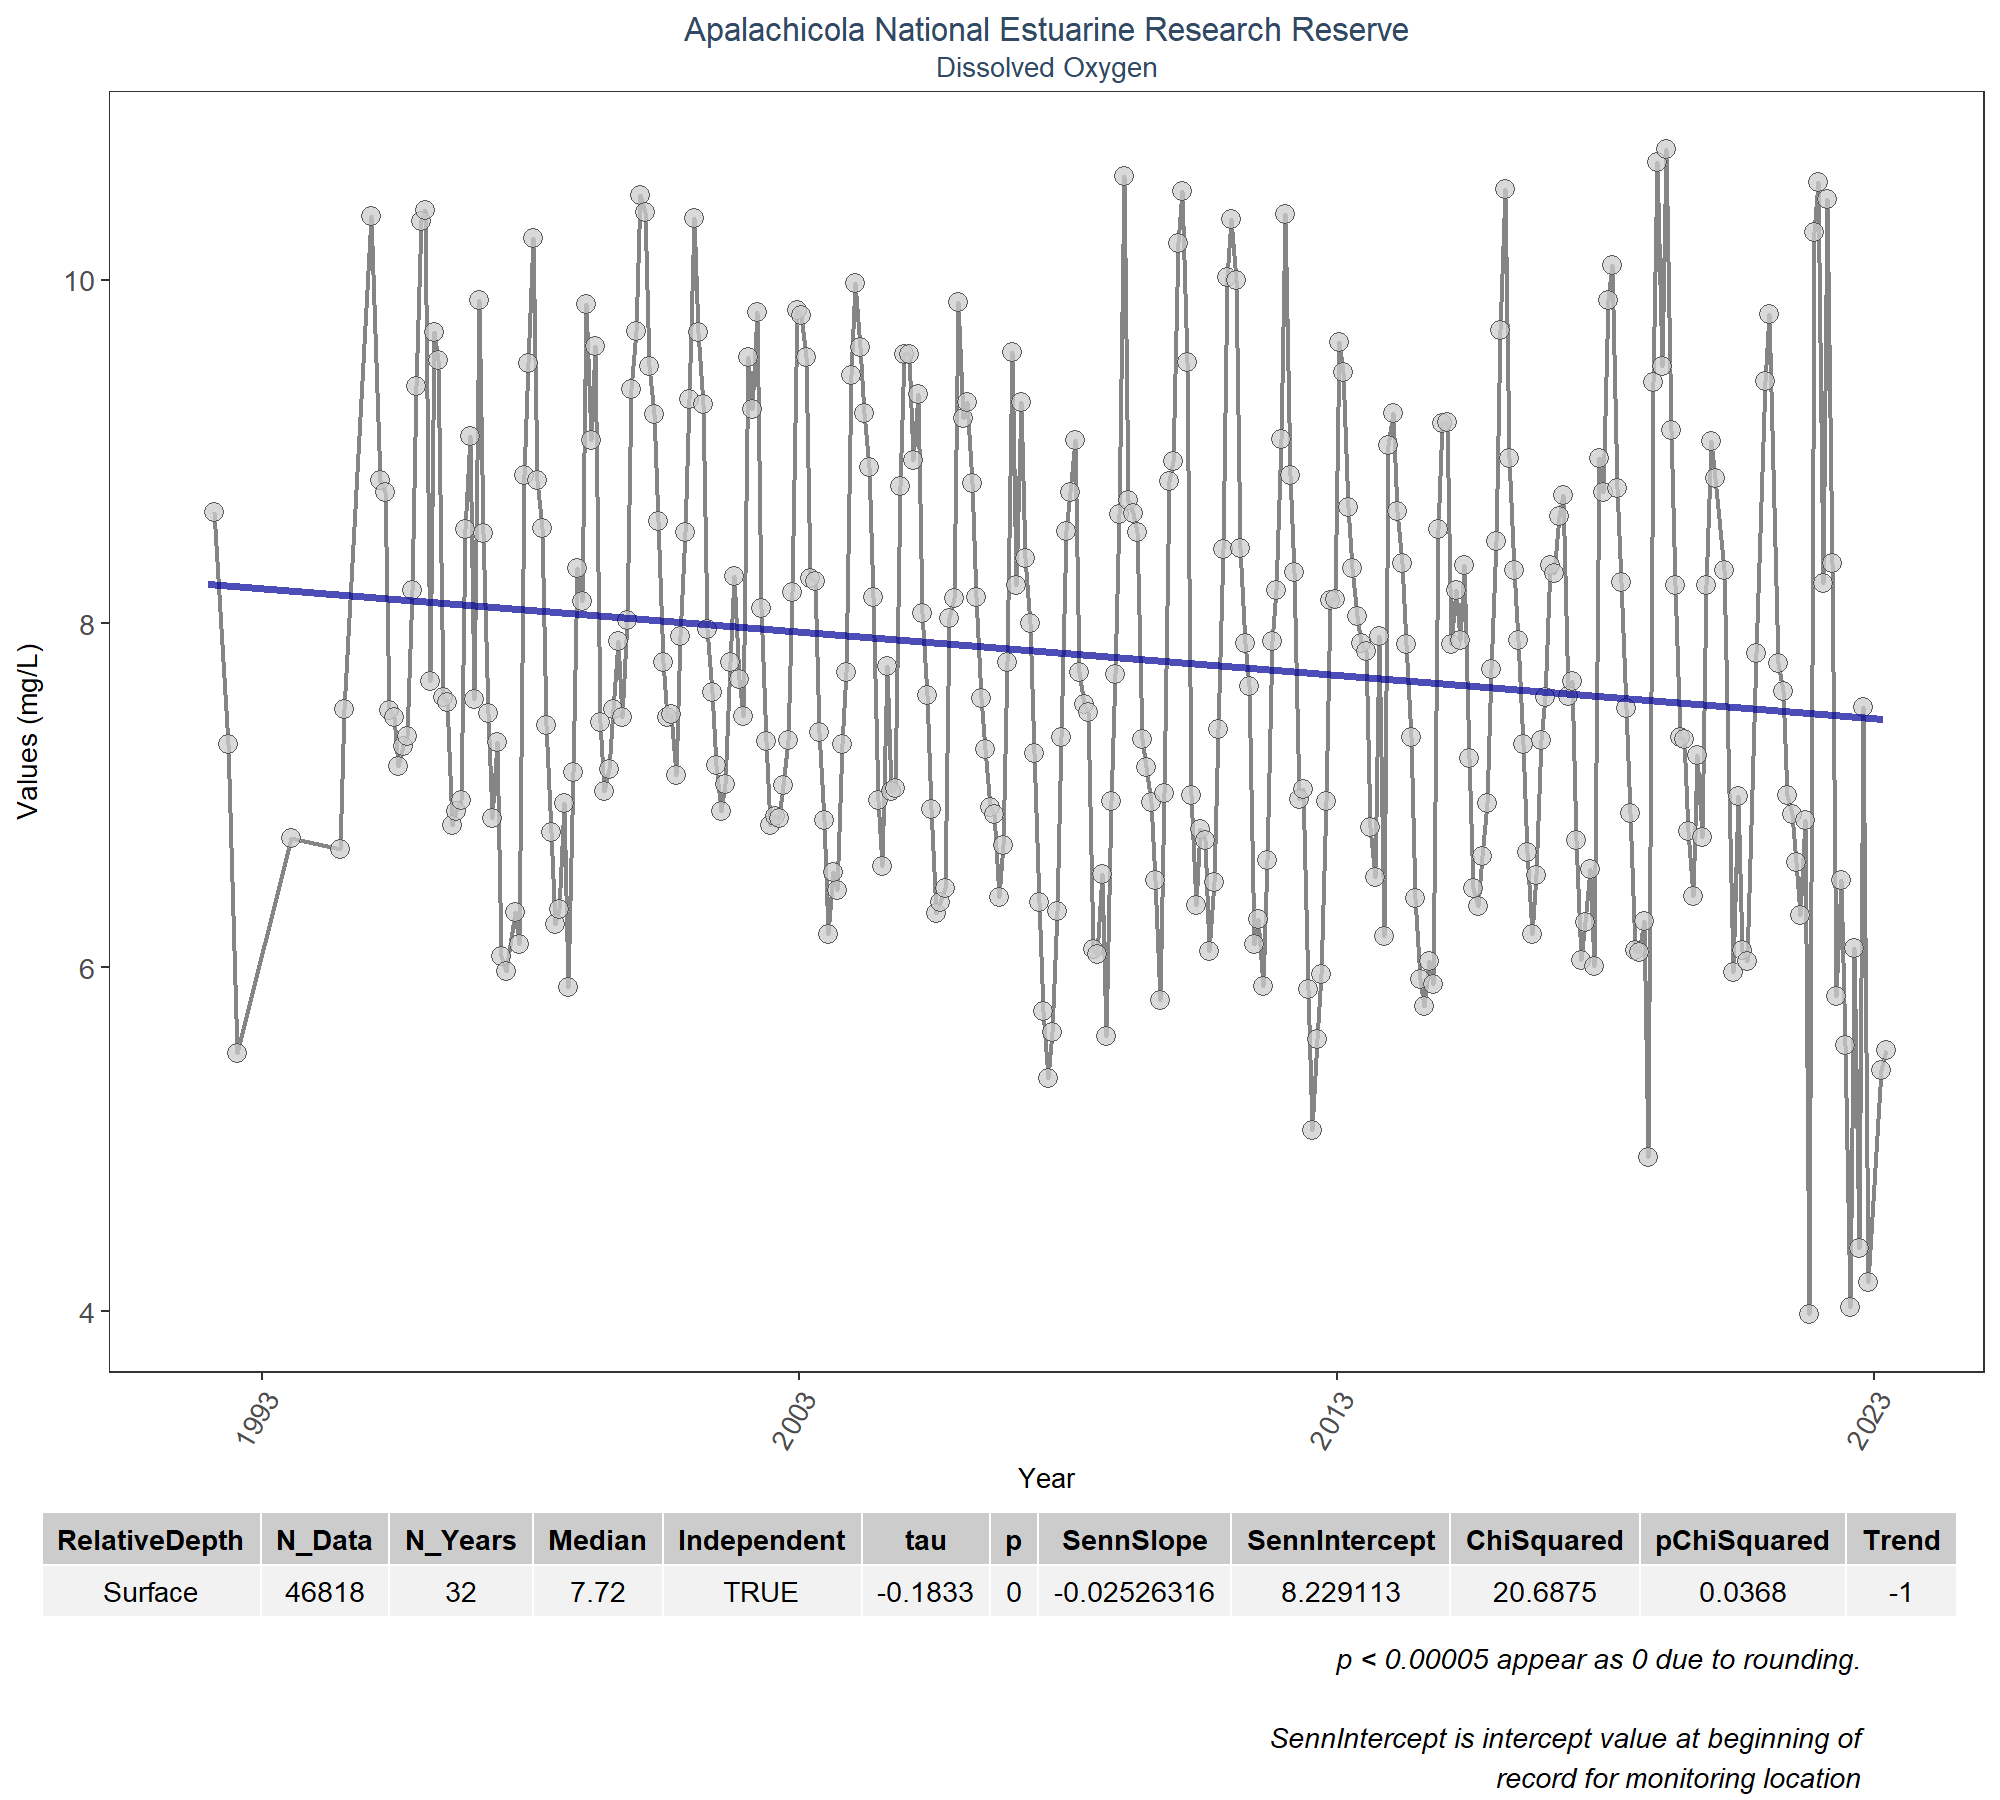 Apalachicola National Estuarine Research Reserve
Dissolved Oxygen
Values (mg/L)
10
8
6
4
1993 2003 2013 2023
Year
RelativeDepth N_Data N_Years Median Independent tau p SennSlope SennIntercept ChiSquared pChiSquared Trend
Surface 46818 32 7.72 TRUE -0.1833 0 -0.02526316 8.229113 20.6875 0.0368 -1
p < 0.00005 appear as 0 due to rounding.
SennIntercept is intercept value at beginning of
record for monitoring location